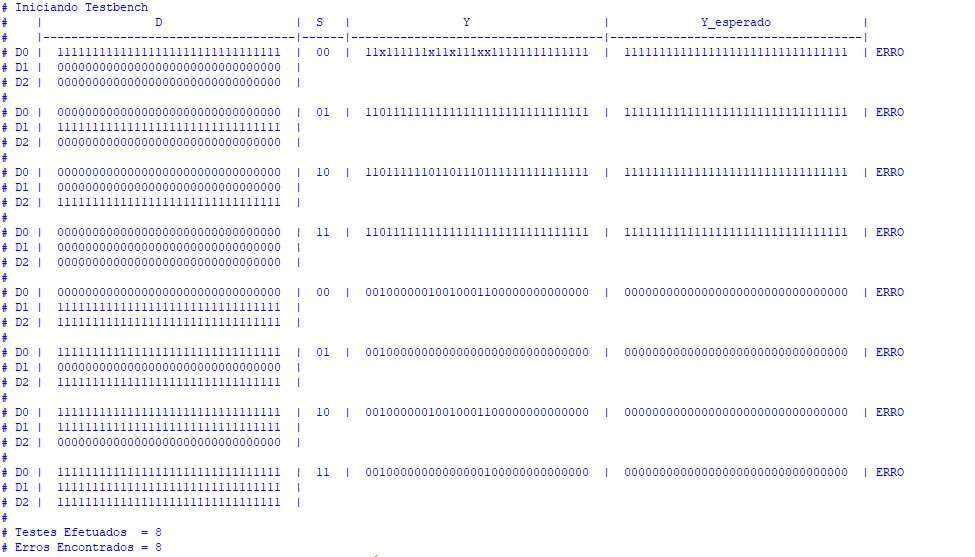 # Iniciando Testbench
# | D | S | Y | Y_esperado |
# |----------------------------------|------|------------------------------------|------------------------------------|
# D0 | 11111111111111111111111111111111 | 00 | 11x111111x11x111xx11111111111111 | 11111111111111111111111111111111 | ERRO
# D1 | 00000000000000000000000000000000 |
# D2 | 00000000000000000000000000000000 |
#
# D0 | 00000000000000000000000000000000 | 01 | 11011111111111111111111111111111 | 11111111111111111111111111111111 | ERRO
# D1 | 11111111111111111111111111111111 |
# D2 | 00000000000000000000000000000000 |
#
# D0 | 00000000000000000000000000000000 | 10 | 11011111101101110111111111111111 | 11111111111111111111111111111111 | ERRO
# D1 | 00000000000000000000000000000000 |
# D2 | 11111111111111111111111111111111 |
#
# D0 | 00000000000000000000000000000000 | 11 | 11011111111111111111111111111111 | 11111111111111111111111111111111 | ERRO
# D1 | 00000000000000000000000000000000 |
# D2 | 00000000000000000000000000000000 |
#
# D0 | 00000000000000000000000000000000 | 00 | 00100000010010001100000000000000 | 00000000000000000000000000000000 | ERRO
# D1 | 11111111111111111111111111111111 |
# D2 | 11111111111111111111111111111111 |
#
# D0 | 11111111111111111111111111111111 | 01 | 00100000000000000000000000000000 | 00000000000000000000000000000000 | ERRO
# D1 | 00000000000000000000000000000000 |
# D2 | 11111111111111111111111111111111 |
#
# D0 | 11111111111111111111111111111111 | 10 | 00100000010010001100000000000000 | 00000000000000000000000000000000 | ERRO
# D1 | 11111111111111111111111111111111 |
# D2 | 00000000000000000000000000000000 |
#
# D0 | 11111111111111111111111111111111 | 11 | 00100000000000000100000000000000 | 00000000000000000000000000000000 | ERRO
# D1 | 11111111111111111111111111111111 |
# D2 | 11111111111111111111111111111111 |
#
# Testes Efetuados = 8
# Erros Encontrados = 8